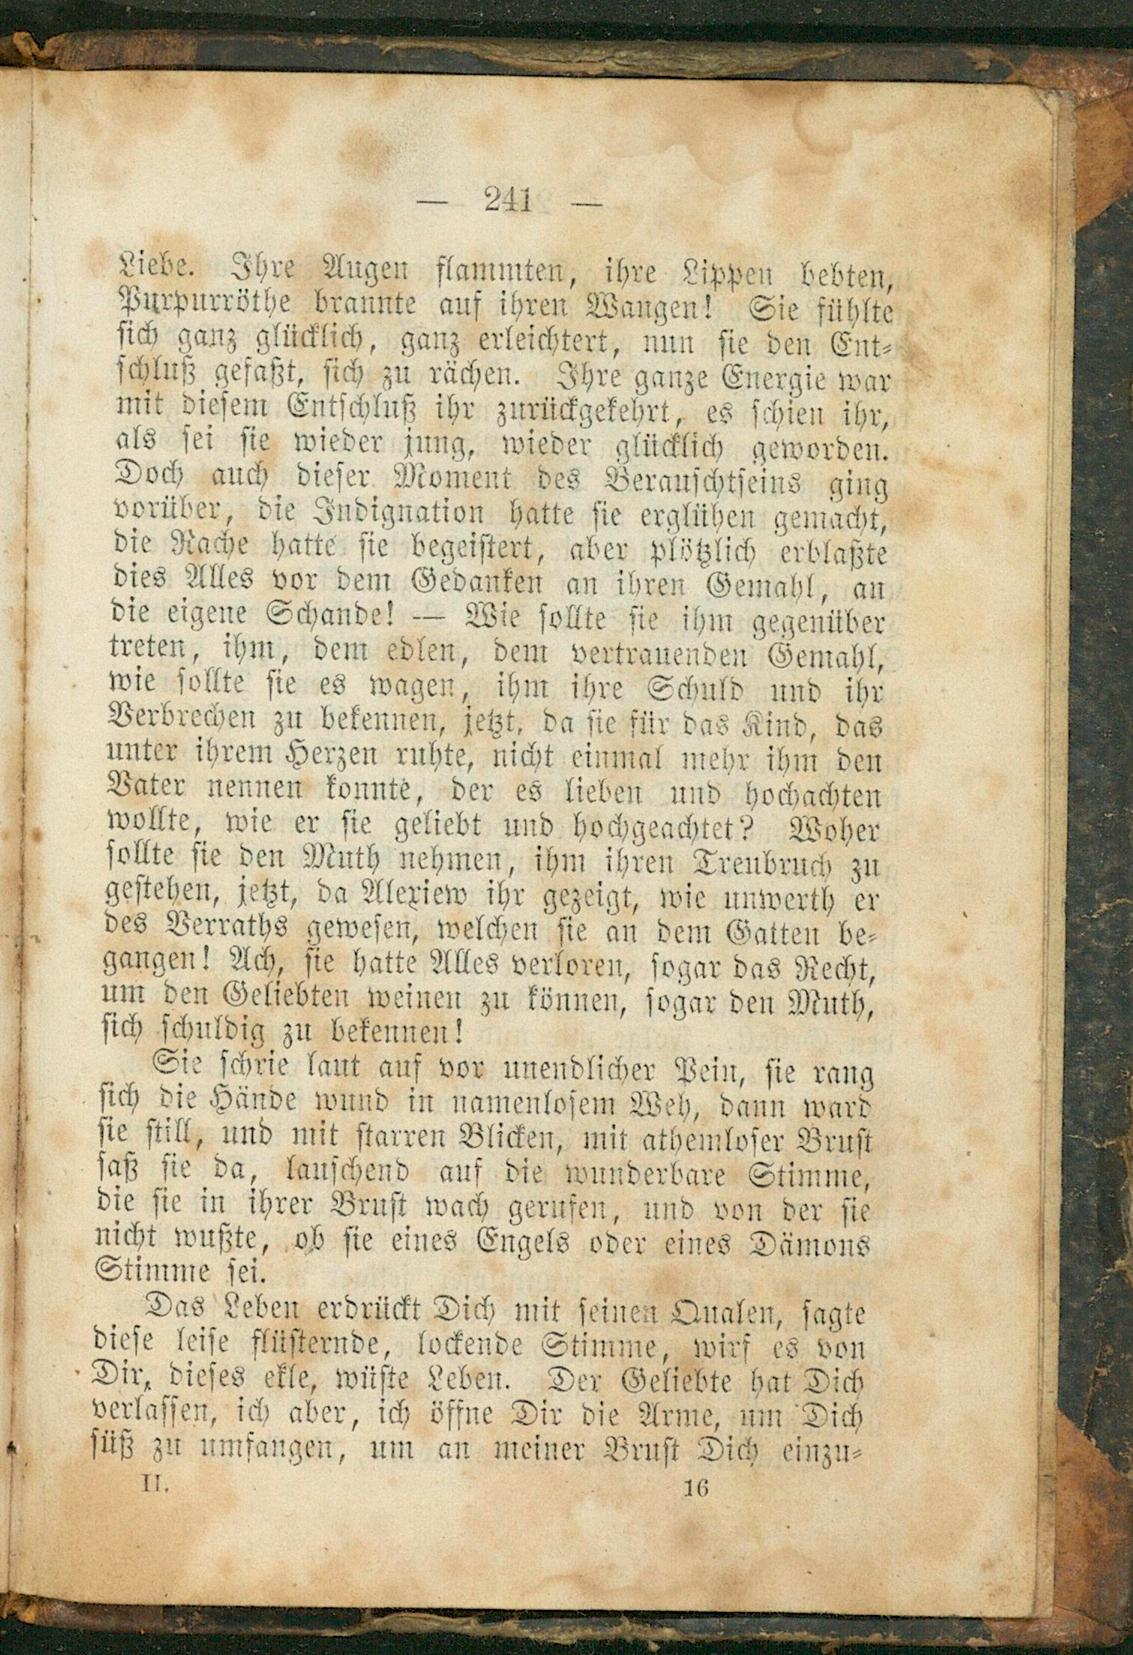 — 241 —
Liebe. Ihre Augen flammten, ihre Lippen bebten,
Purpurröthe brannte auf ihren Wangen! Sie fühlte
sich ganz glücklich, ganz erleichtert, nun sie den Ent-
schluß gefaßt, sich zu rächen. Ihre ganze Energie war
mit diesem Entschluß ihr zurückgekehrt, es schien ihr,
als sei sie wieder jung, wieder glücklich geworden.
Doch auch dieser Moment des Berauschtseins ging
vorüber, die Indignation hatte sie erglühen gemacht,
die Rache hatte sie begeistert, aber plötzlich erblaßte
dies Alles vor dem Gedanken an ihren Gemahl, an
die eigene Schande! — Wie sollte sie ihm gegenüber
treten, ihm, dem edlen, dem vertrauenden Gemahl,
wie sollte sie es wagen, ihm ihre Schuld und ihr
Verbrechen zu bekennen, jetzt, da sie für das Kind, das
unter ihrem Herzen ruhte, nicht einmal mehr ihm den
Vater nennen konnte, der es lieben und hochachten
wollte, wie er sie geliebt und hochgeachtet? Woher
sollte sie den Muth nehmen, ihm ihren Treubruch zu
gestehen, jetzt, da Alexiew ihr gezeigt, wie unwerth er
des Verraths gewesen, welchen sie an dem Gatten be-
gangen! Ach, sie hatte Alles verloren, sogar das Recht,
um den Geliebten weinen zu können, sogar den Muth,
sich schuldig zu bekennen!
Sie schrie laut auf vor unendlicher Pein, sie rang
sich die Hände wund in namenlosem Weh, dann ward
sie still, und mit starren Blicken, mit athemloser Brust
saß sie da, lauschend auf die wunderbare Stimme,
die sie in ihrer Brust wach gerufen, und von der sie
nicht wußte, ob sie eines Engels oder eines Dämons
Stimme sei.
Das Leben erdrückt Dich mit seinen Qualen, sagte
diese leise flüsternde, lockende Stimme, wirf es von
Dir, dieses ekle, wüste Leben. Der Geliebte hat Dich
verlassen, ich aber, ich öffne Dir die Arme, um Dich
süß zu umfangen, um an meiner Brust Dich einzu-
II. 16